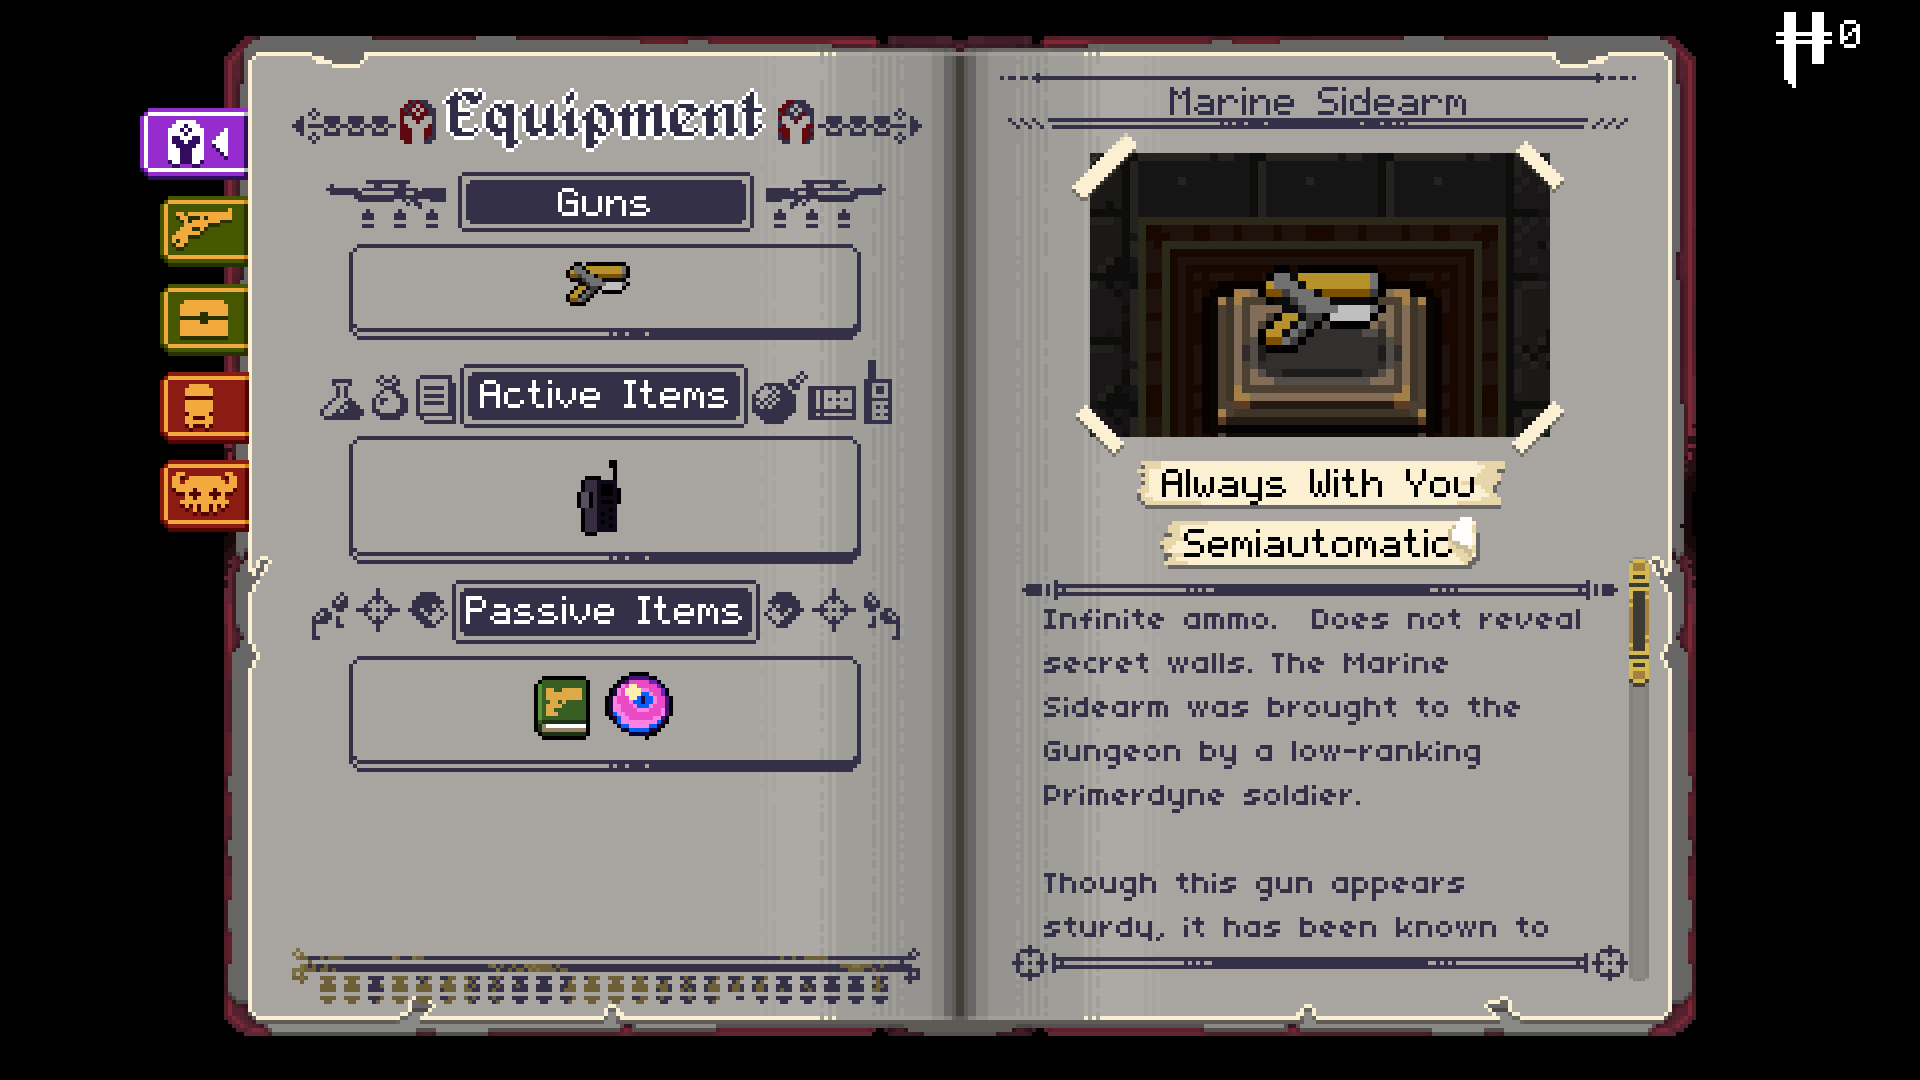 0
Equipment
Guns
Active Items
Passive Items
Marine Sidearm
Always With You
Semiautomatic
Infinite ammo.  Does not reveal
secret walls. The Marine
Sidearm was brought to the
Gungeon by a low-ranking
Primerdyne soldier.
Though this gun appears
sturdy, it has been known to